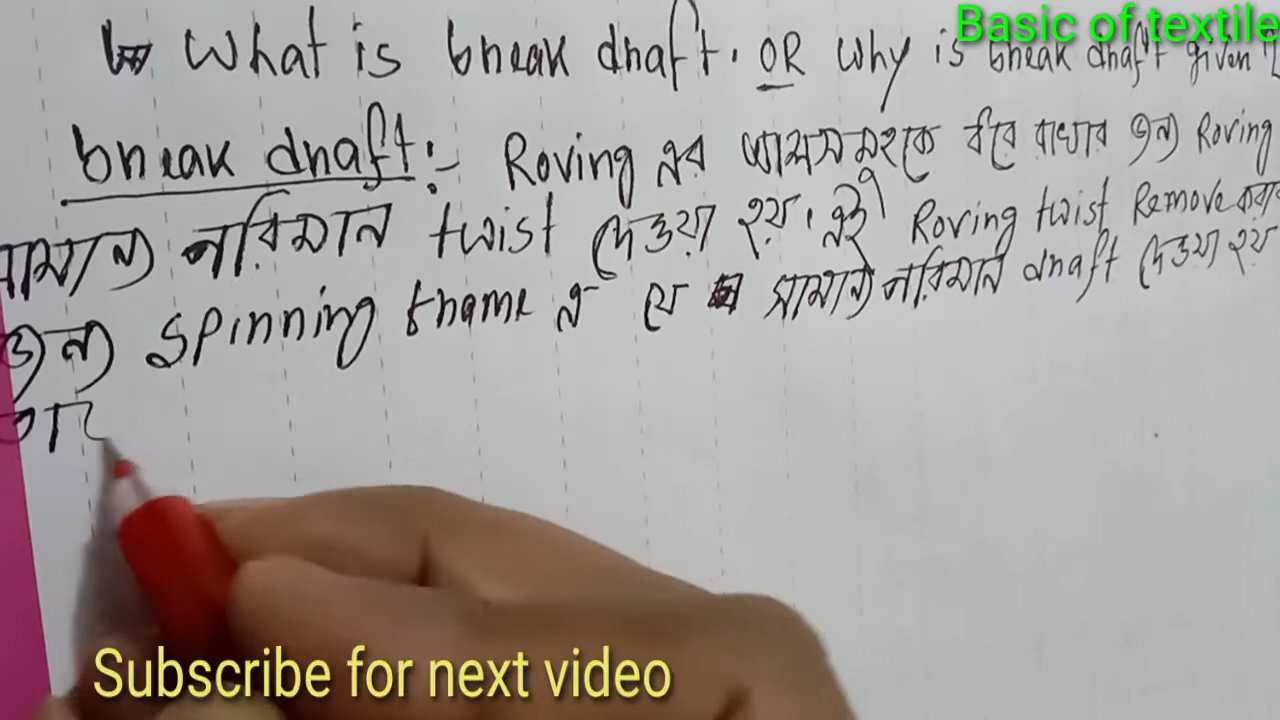 Basic of textile
What is break draft. OR Why is break draft given
break draft:- Roving এর আঁশসমূহকে ধরে রাখার জন্য Roving
সামান্য পরিমান twist দেওয়া হয়। এই Roving twist Remove করার
জন্য spinning frame এ যে সামান্য পরিমান draft দেওয়া হয়
তা
Subscribe for next video